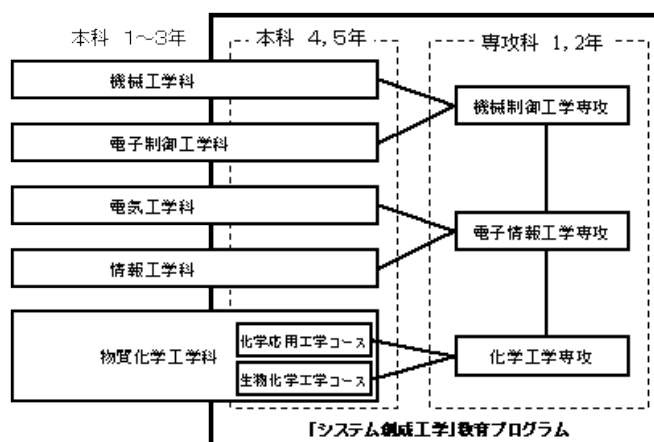 本科 1～3年
本科 4,5年
専攻科 1,2年
機械工学科
機械制御工学専攻
電子制御工学科
電気工学科
電子情報工学専攻
情報工学科
物質化学工学科
化学応用工学コース
生物化学工学コース
化学工学専攻
「システム創成工学」教育プログラム